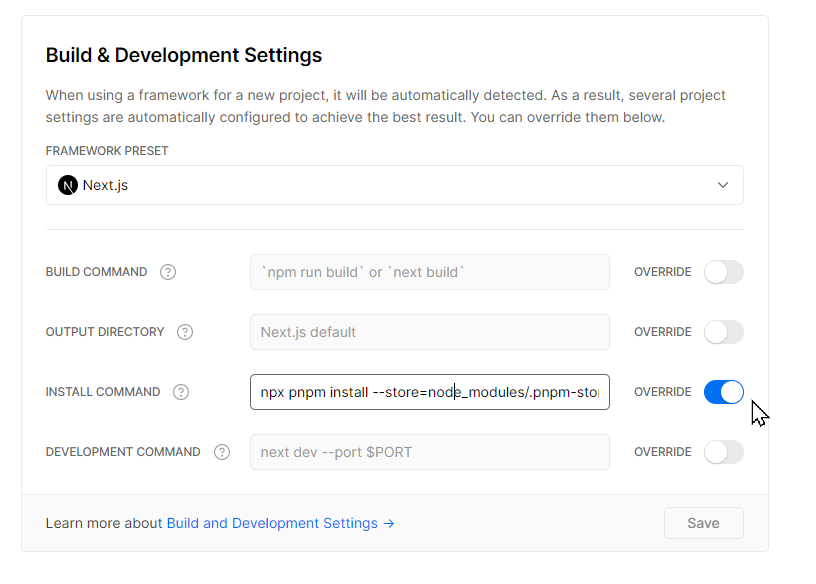 Build & Development Settings
When using a framework for a new project, it will be automatically detected. As a result, several project
settings are automatically configured to achieve the best result. You can override them below.
FRAMEWORK PRESET
N Next.js
BUILD COMMAND ? `npm run build` or `next build` OVERRIDE
OUTPUT DIRECTORY ? Next.js default OVERRIDE
INSTALL COMMAND ? npx pnpm install --store=node_modules/.pnpm-stor OVERRIDE
DEVELOPMENT COMMAND ? next dev --port $PORT OVERRIDE
Learn more about Build and Development Settings → Save